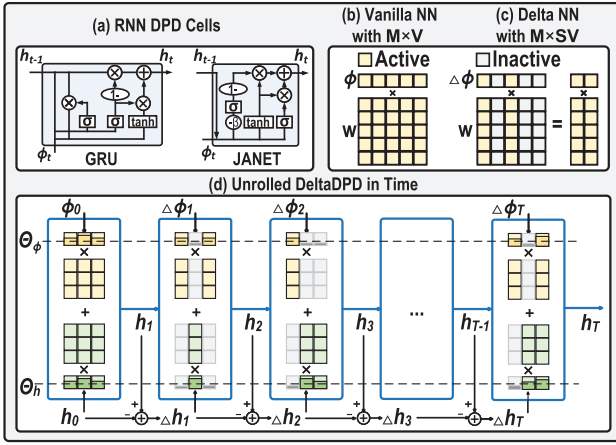 (a) RNN DPD Cells
h_{t-1}
h_t
1-
σ
σ
tanh
ϕ_t
GRU
h_{t-1}
h_t
1-
σ
-β
tanh
σ
ϕ_t
JANET
(b) Vanilla NN
with M×V
(c) Delta NN
with M×SV
Active
Inactive
ϕ
×
W
△ϕ
×
W
=
×
(d) Unrolled DeltaDPD in Time
ϕ_0
△ϕ_1
△ϕ_2
△ϕ_T
Θ_ϕ
×
×
×
×
+
+
+
...
+
h_1
h_2
h_3
h_{T-1}
h_T
×
×
×
×
Θ_h
h_0
- +
△h_1
- +
△h_2
- +
△h_3
- +
△h_T